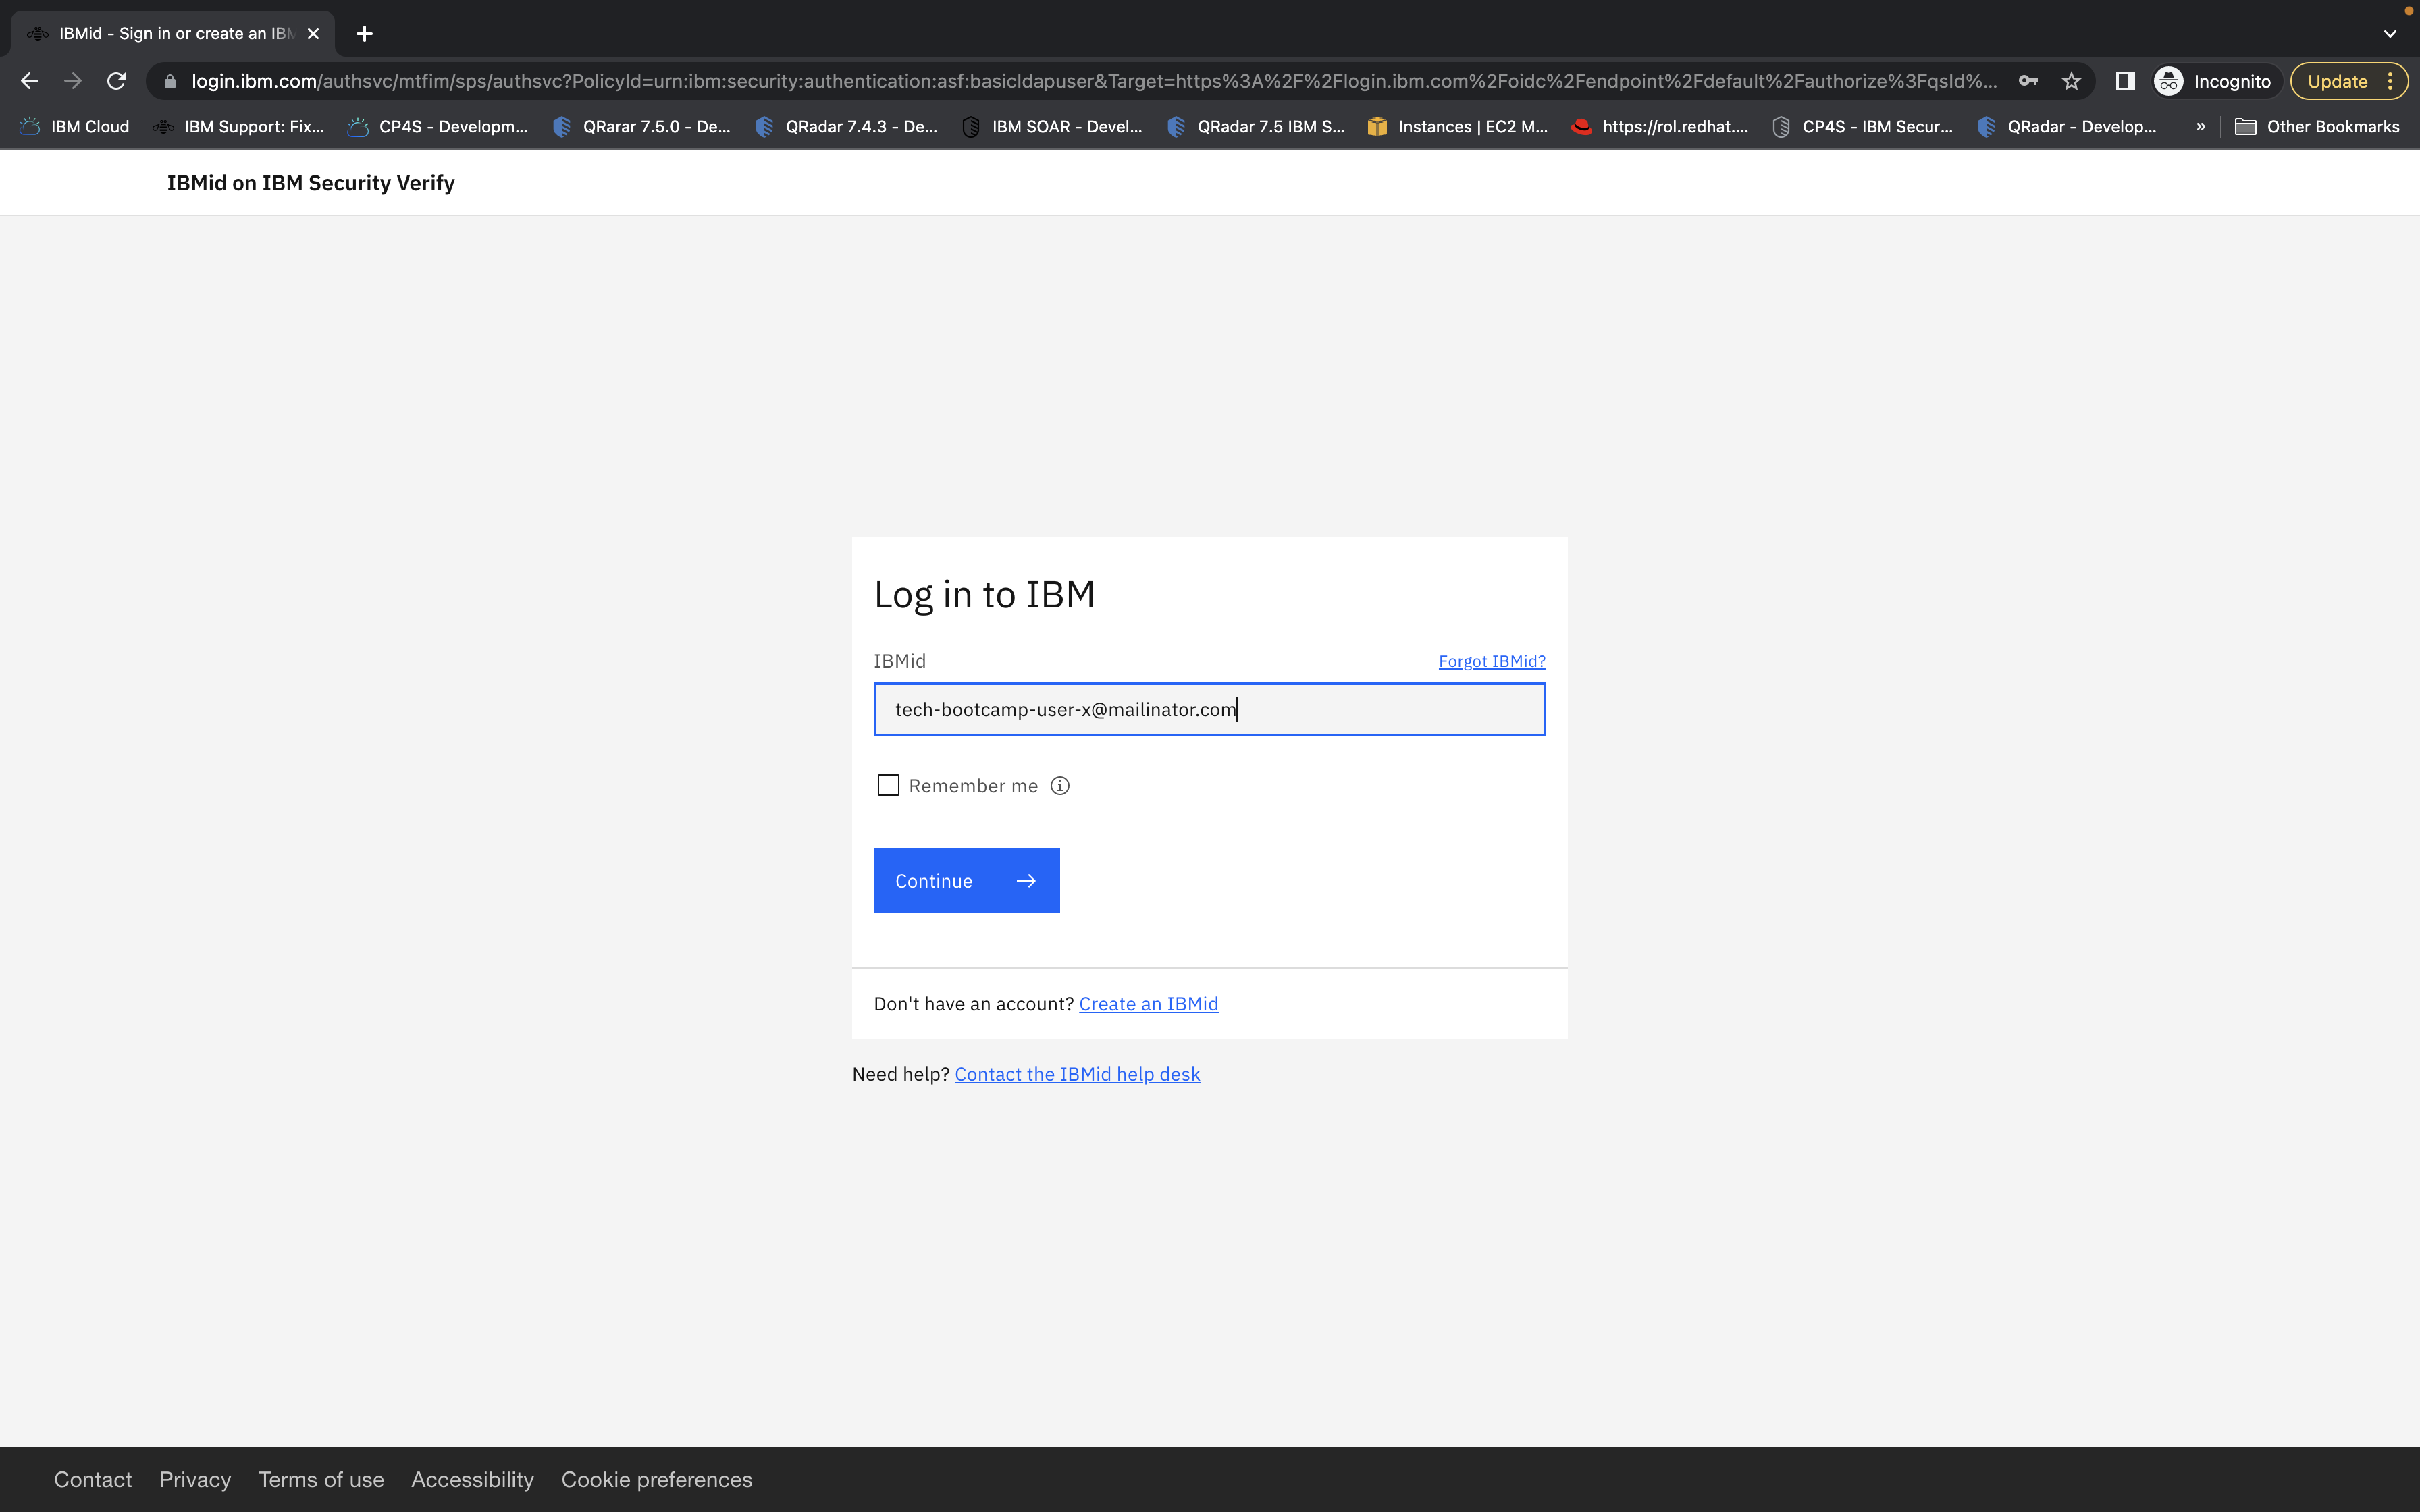 IBMid - Sign in or create an IBM
login.ibm.com/authsvc/mtfim/sps/authsvc?PolicyId=urn:ibm:security:authentication:asf:basicldapuser&Target=https%3A%2F%2Flogin.ibm.com%2Foidc%2Fendpoint%2Fdefault%2Fauthorize%3FqsId%... Incognito Update
IBM Cloud IBM Support: Fix... CP4S - Developm... QRarar 7.5.0 - De... QRadar 7.4.3 - De... IBM SOAR - Devel... QRadar 7.5 IBM S... Instances | EC2 M... https://rol.redhat.... CP4S - IBM Secur... QRadar - Develop... » Other Bookmarks
IBMid on IBM Security Verify
Log in to IBM
IBMid Forgot IBMid?
tech-bootcamp-user-x@mailinator.com
Remember me
Continue
Don't have an account? Create an IBMid
Need help? Contact the IBMid help desk
Contact Privacy Terms of use Accessibility Cookie preferences